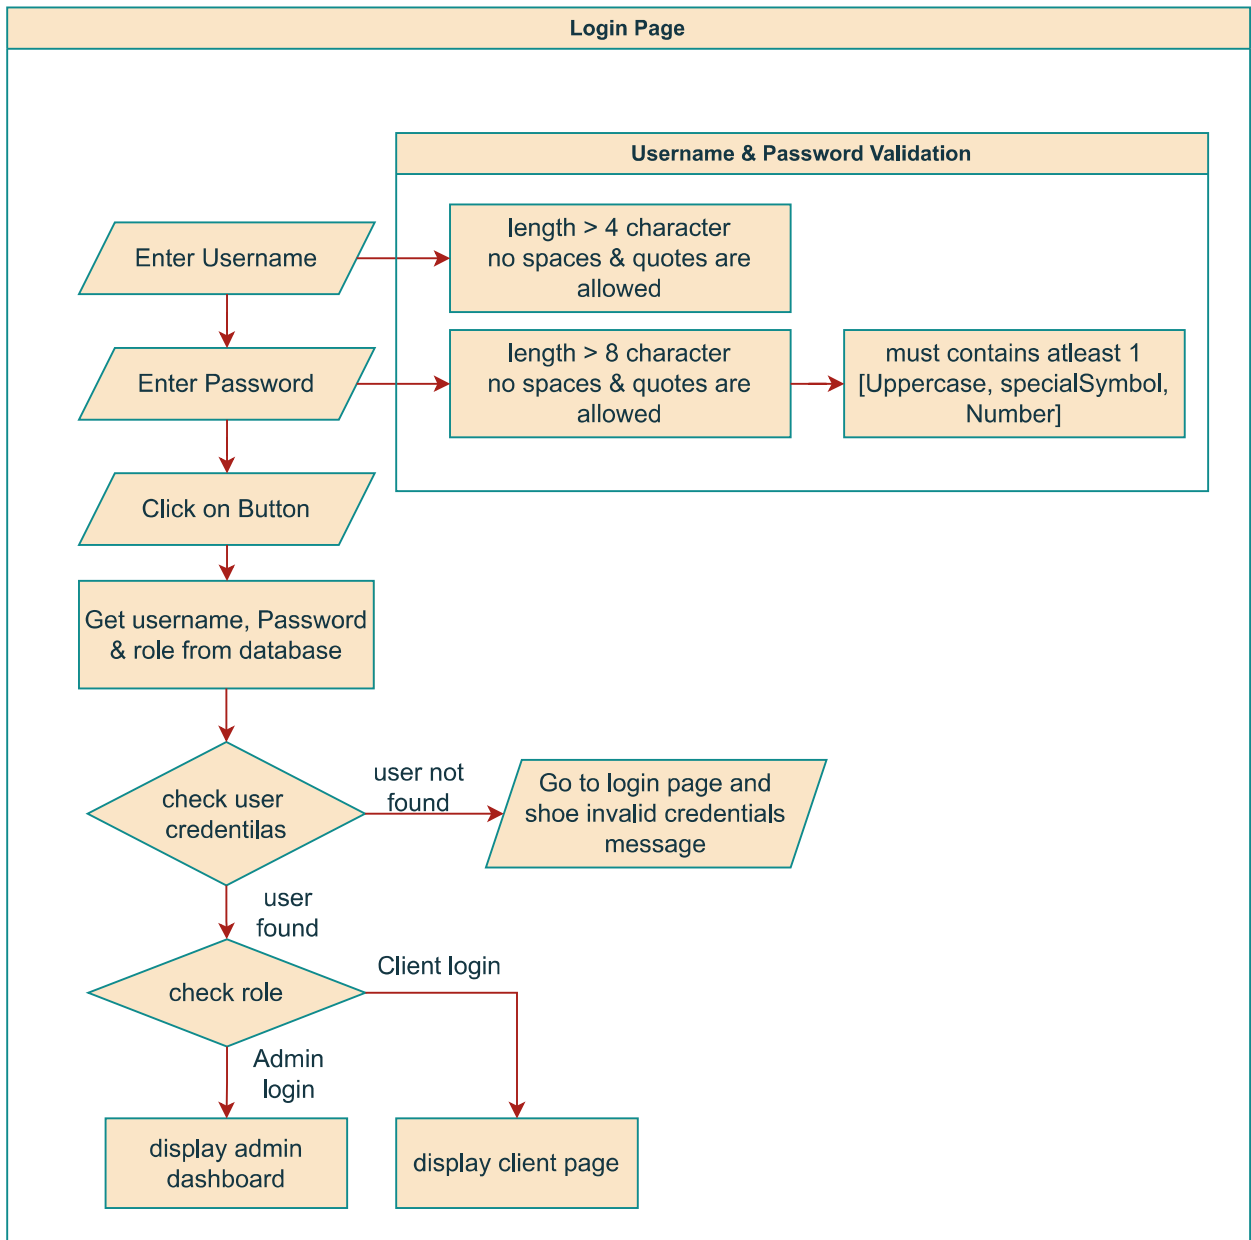 Login Page
Username & Password Validation
Enter Username
length > 4 character
no spaces & quotes are
allowed
Enter Password
length > 8 character
no spaces & quotes are
allowed
must contains atleast 1
[Uppercase, specialSymbol,
Number]
Click on Button
Get username, Password
& role from database
check user
credentilas
user not
found
Go to login page and
shoe invalid credentials
message
user
found
check role
Client login
Admin
login
display admin
dashboard
display client page